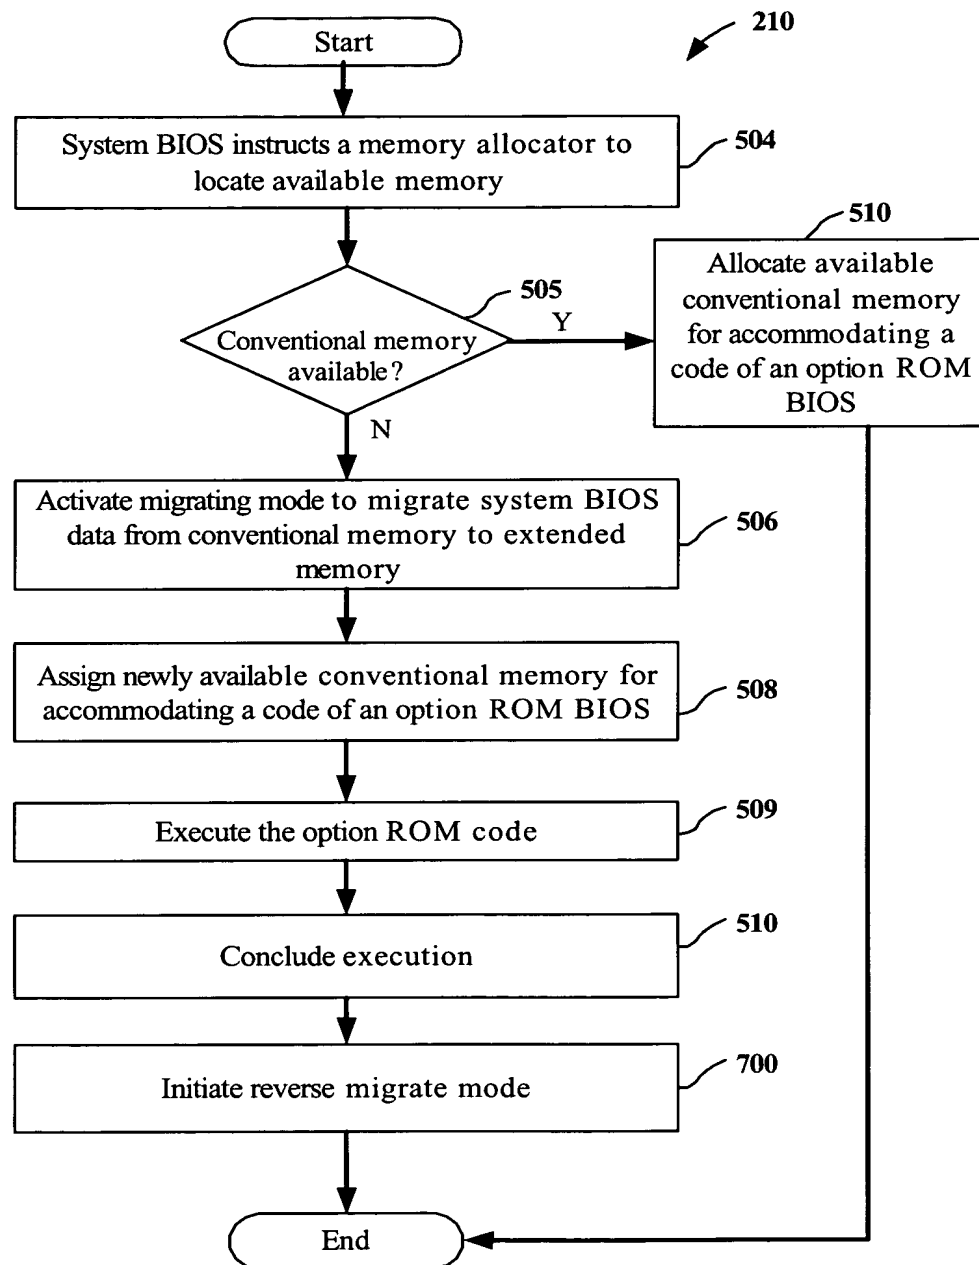 210
Start
System BIOS instructs a memory allocator to
locate available memory
504
505
Conventional memory
available?
Y
N
510
Allocate available
conventional memory
for accommodating a
code of an option ROM
BIOS
Activate migrating mode to migrate system BIOS
data from conventional memory to extended
memory
506
Assign newly available conventional memory for
accommodating a code of an option ROM BIOS
508
Execute the option ROM code
509
Conclude execution
510
Initiate reverse migrate mode
700
End